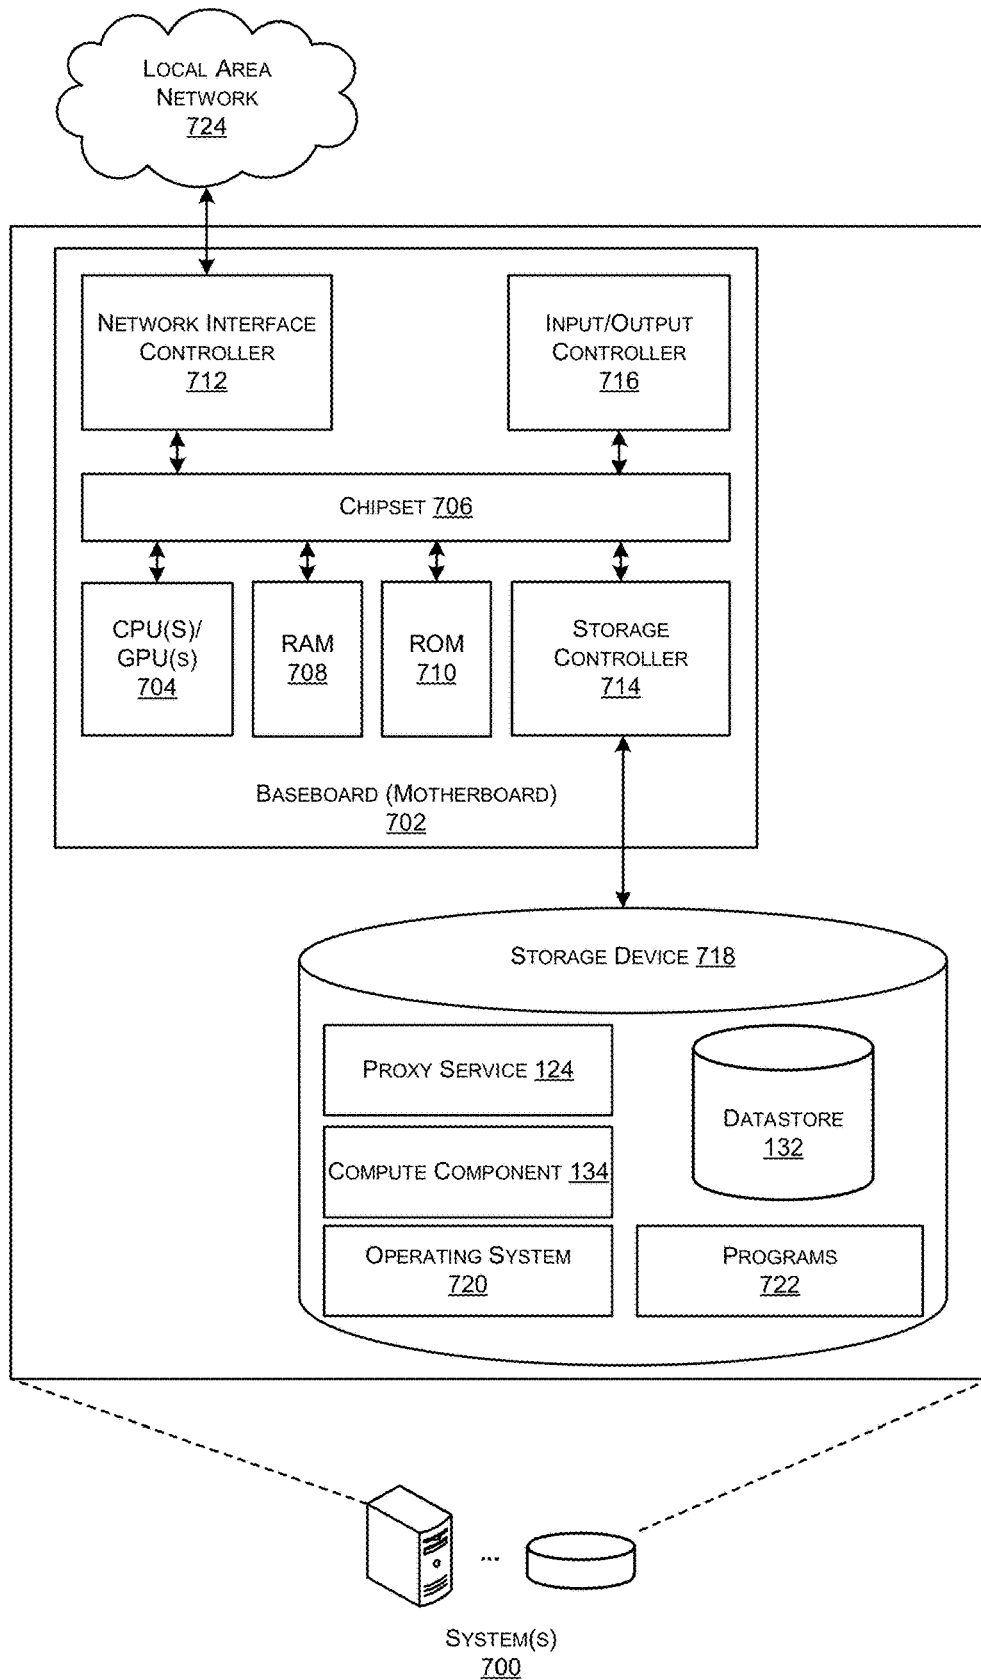 LOCAL AREA
NETWORK
724
NETWORK INTERFACE
CONTROLLER
712
INPUT/OUTPUT
CONTROLLER
716
CHIPSET 706
CPU(S)/
GPU(S)
704
RAM
708
ROM
710
STORAGE
CONTROLLER
714
BASEBOARD (MOTHERBOARD)
702
STORAGE DEVICE 718
PROXY SERVICE 124
DATASTORE
132
COMPUTE COMPONENT 134
OPERATING SYSTEM
720
PROGRAMS
722
...
SYSTEM(S)
700